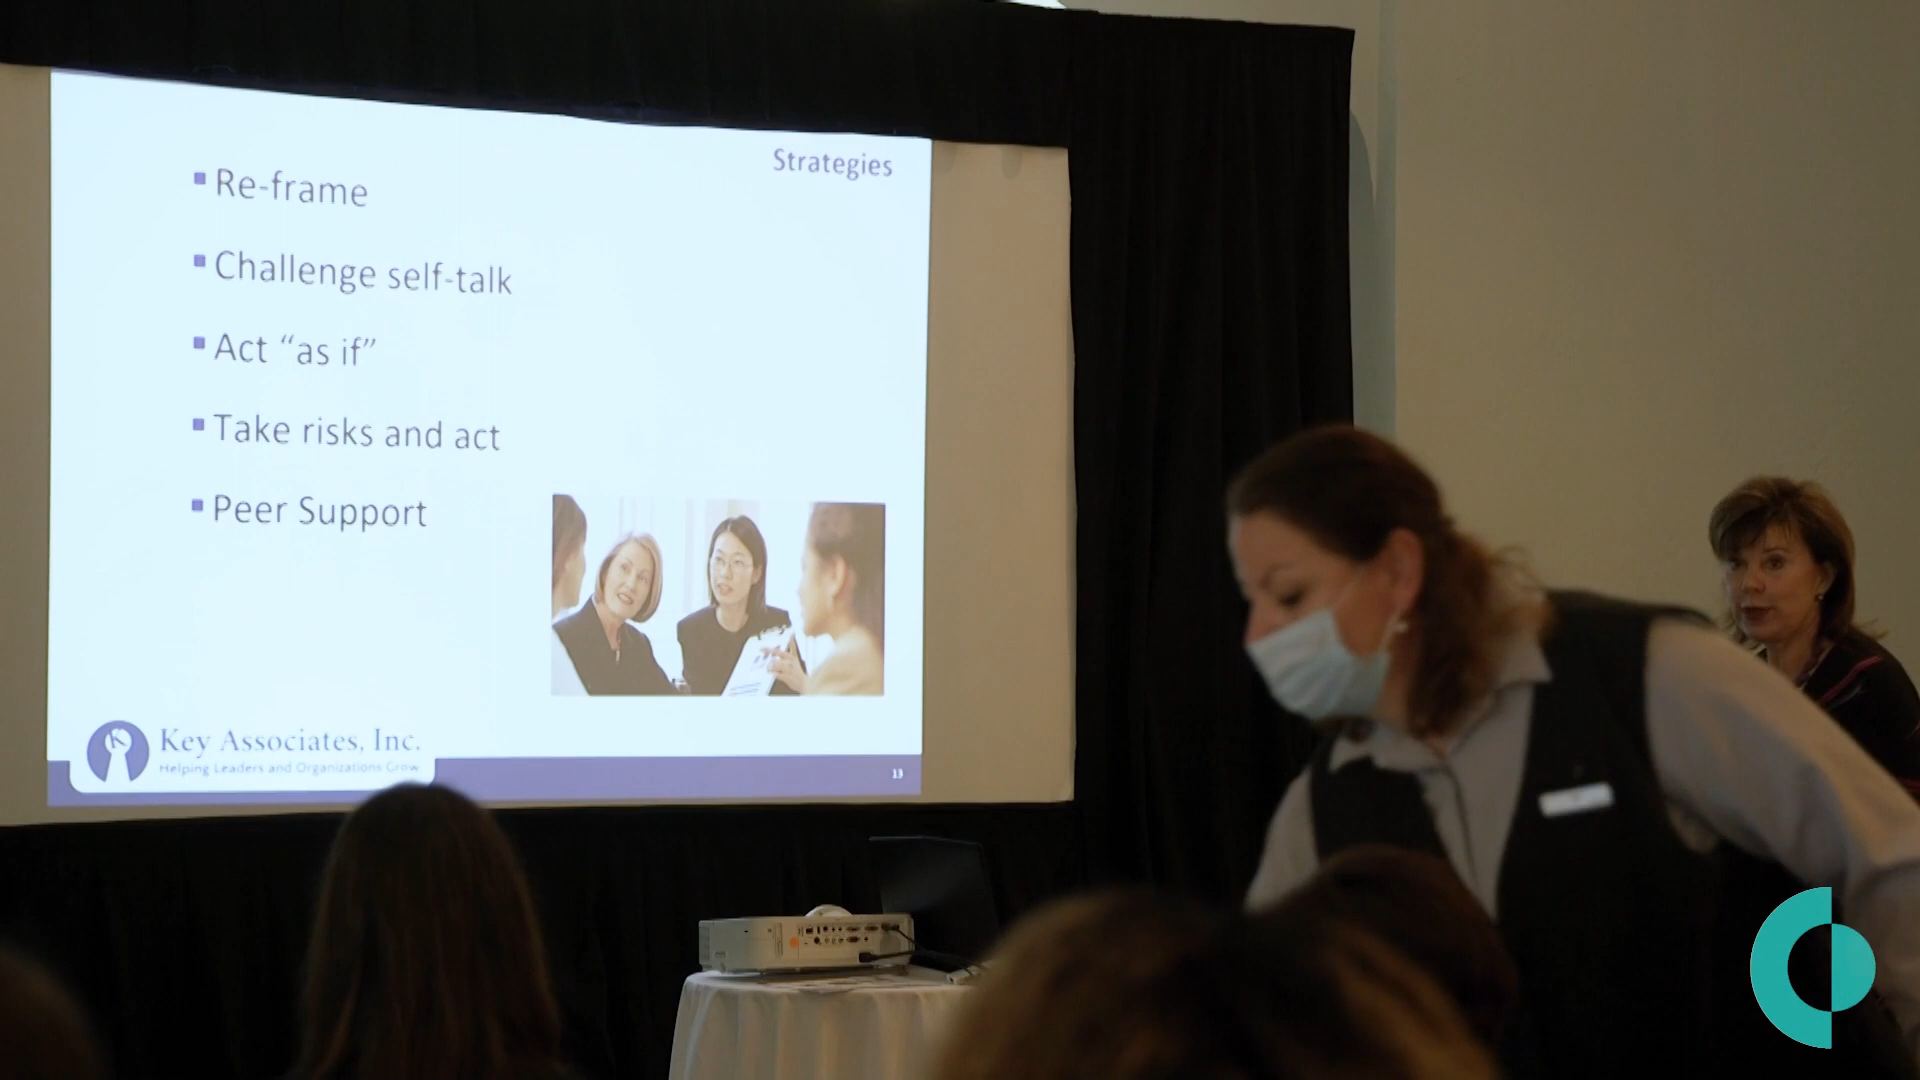 Strategies
Re-frame
Challenge self-talk
Act “as if”
Take risks and act
Peer Support
Key Associates, Inc.
Helping Leaders and Organizations Grow
13